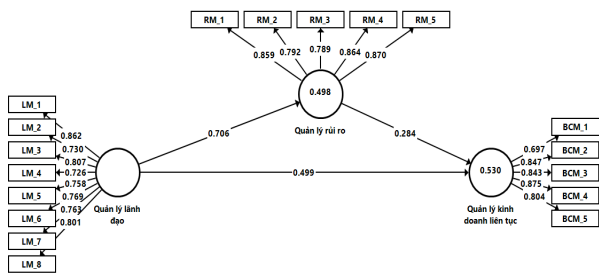 RM_1
RM_2
RM_3
RM_4
RM_5
0.859
0.792
0.789
0.864
0.870
0.498
Quản lý rủi ro
LM_1
LM_2
LM_3
LM_4
LM_5
LM_6
LM_7
LM_8
0.862
0.730
0.807
0.726
0.758
0.769
0.763
0.801
Quản lý lãnh
đạo
0.706
0.284
0.499
0.530
Quản lý kinh
doanh liên tục
0.697
0.847
0.843
0.875
0.804
BCM_1
BCM_2
BCM_3
BCM_4
BCM_5